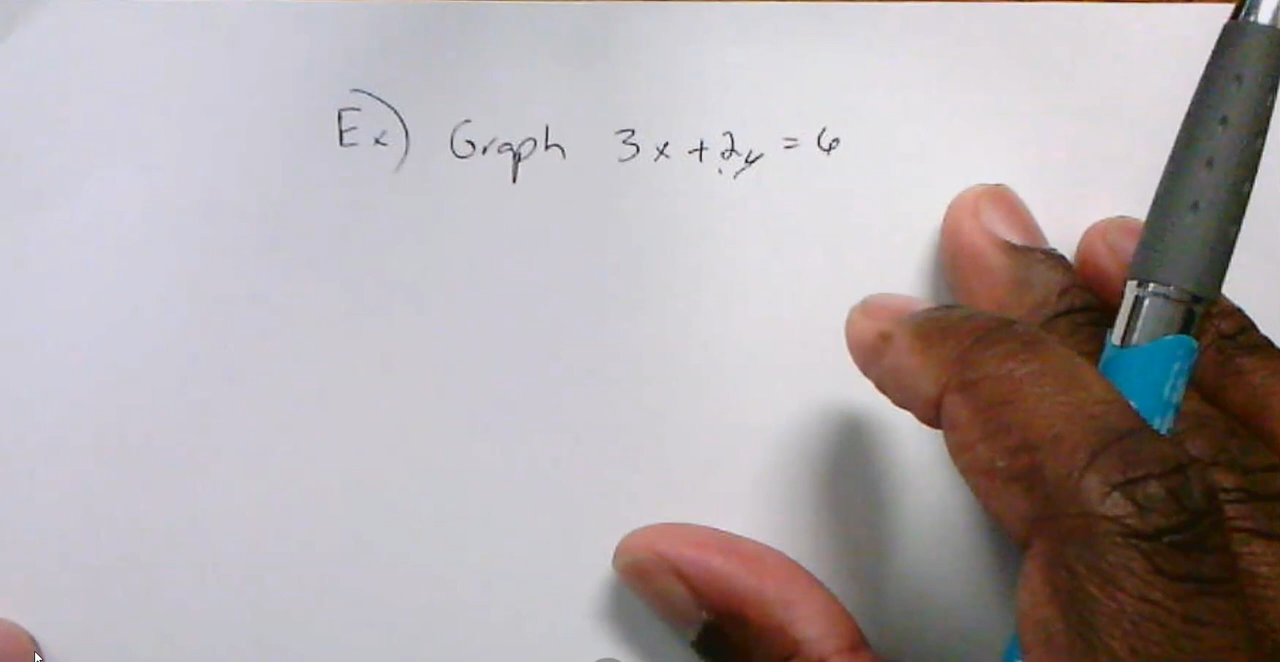 Ex) Graph 3x + 2y = 6